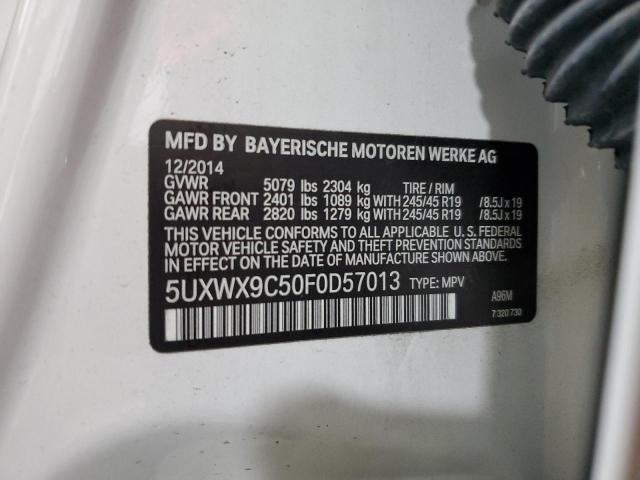 MFD BY BAYERISCHE MOTOREN WERKE AG
12/2014
GVWR 5079 lbs 2304 kg TIRE / RIM
GAWR FRONT 2401 lbs 1089 kg WITH 245/45 R19 /8.5J x 19
GAWR REAR 2820 lbs 1279 kg WITH 245/45 R19 /8.5J x 19
THIS VEHICLE CONFORMS TO ALL APPLICABLE U.S. FEDERAL
MOTOR VEHICLE SAFETY AND THEFT PREVENTION STANDARDS
IN EFFECT ON THE DATE OF MANUFACTURE SHOWN ABOVE.
5UXWX9C50F0D57013 TYPE: MPV
A96M
7 320 730